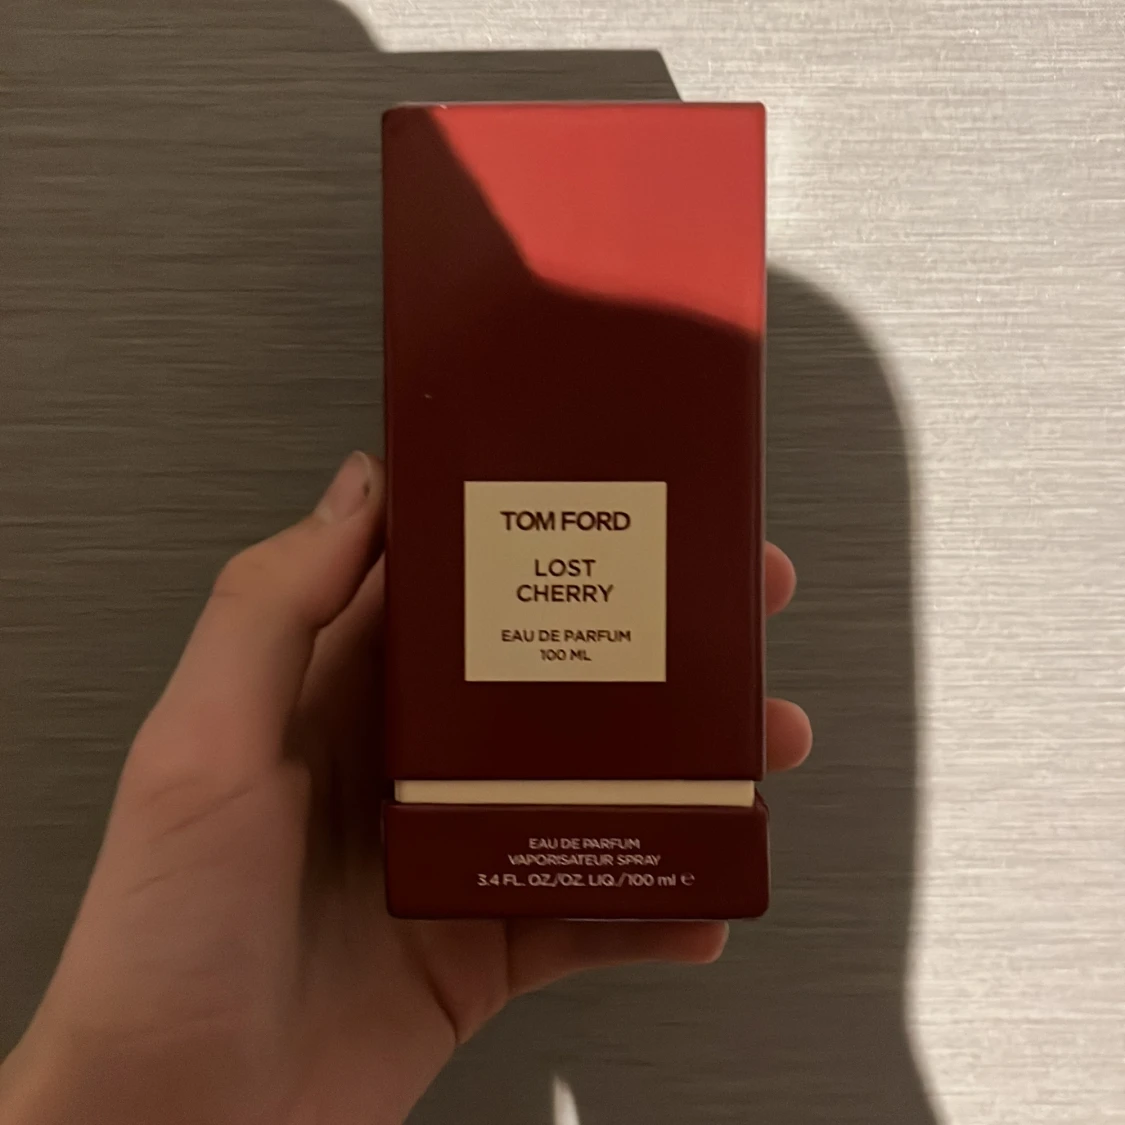 TOM FORD
LOST
CHERRY
EAU DE PARFUM
100 ML
EAU DE PARFUM
VAPORISATEUR SPRAY
3.4 FL. OZ./OZ. LIQ./100 ml ℮